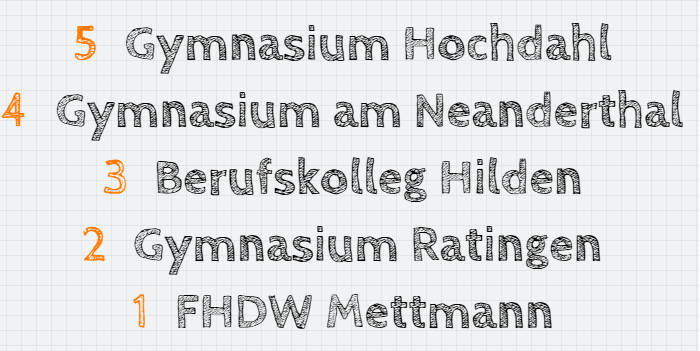 5 Gymnasium Hochdahl
4 Gymnasium am Neanderthal
3 Berufskolleg Hilden
2 Gymnasium Ratingen
1 FHDW Mettmann